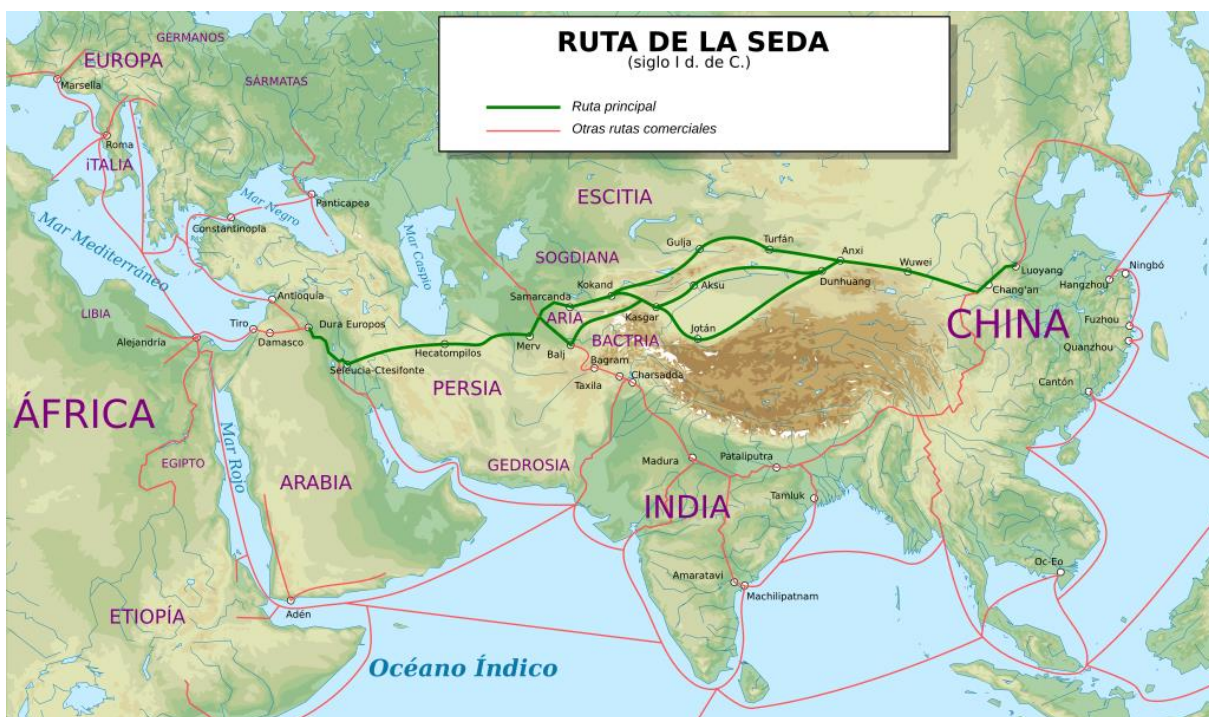 RUTA DE LA SEDA
(siglo I d. de C.)
Ruta principal
Otras rutas comerciales
GERMANOS
EUROPA
Marsella
SÁRMATAS
Roma
iTALIA
Mar Negro
Panticapea
Constantinopla
Mar Mediterráneo
Mar Caspio
ESCITIA
Gulja
Turfán
Anxi
Wuwei
Luoyang
Ningbó
SOGDIANA
Kokand
Aksu
Dunhuang
Chang'an
Hangzhou
Antioquía
Samarcanda
LIBIA
Tiro
Dura Europos
ARIA
Kasgar
Jotán
CHINA
Fuzhou
Alejandría
Damasco
Hecatompilos
Merv
Balj
BACTRIA
Quanzhou
Seleucia-Ctesifonte
Bagram
PERSIA
Taxila
Charsadda
Cantón
ÁFRICA
Mar Rojo
EGIPTO
ARABIA
GEDROSIA
Madura
Pataliputra
INDIA
Tamluk
Oc-Eo
Amaratavi
Machilipatnam
ETIOPÍA
Adén
Océano Índico